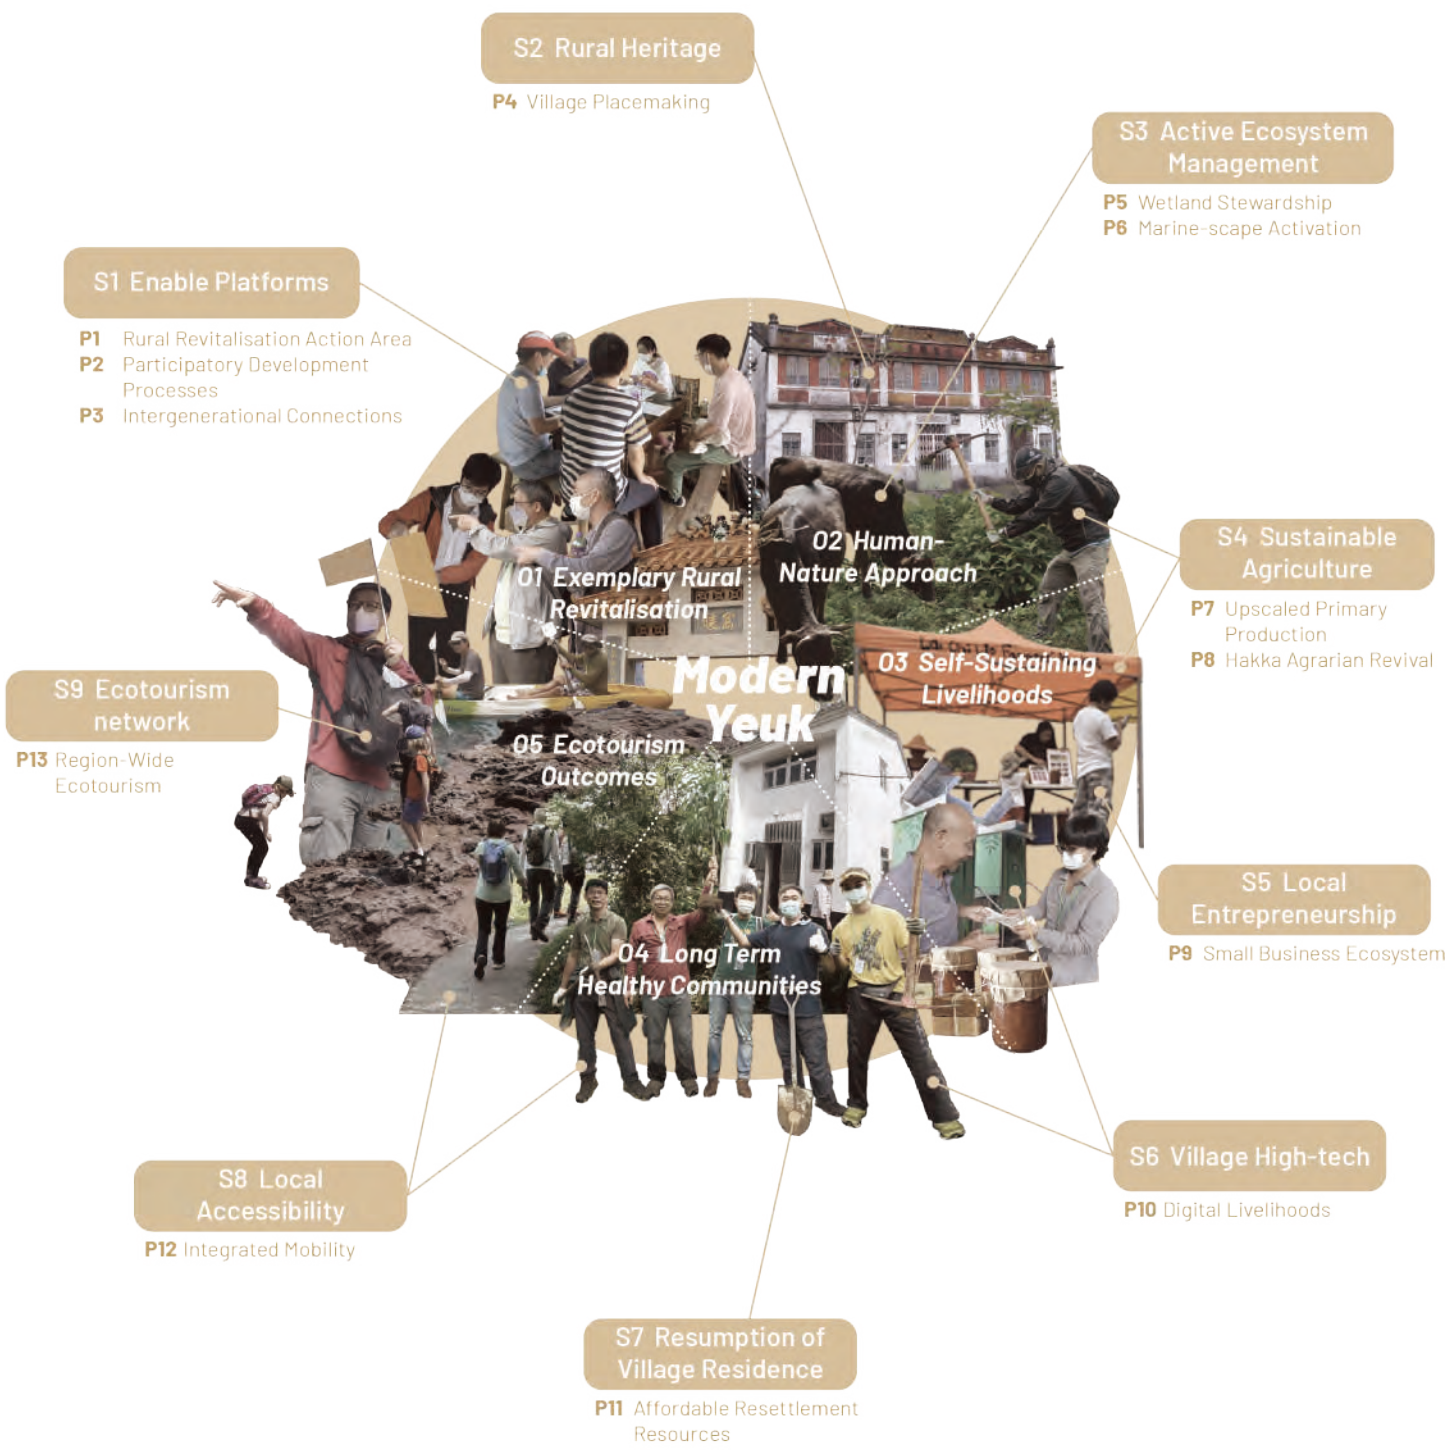 S2 Rural Heritage
P4 Village Placemaking
S3 Active Ecosystem
Management
P5 Wetland Stewardship
P6 Marine-scape Activation
S1 Enable Platforms
P1 Rural Revitalisation Action Area
P2 Participatory Development
Processes
P3 Intergenerational Connections
O2 Human-
Nature Approach
O1 Exemplary Rural
Revitalisation
S4 Sustainable
Agriculture
P7 Upscaled Primary
Production
P8 Hakka Agrarian Revival
O3 Self-Sustaining
Livelihoods
Modern
Yeuk
S9 Ecotourism
network
P13 Region-Wide
Ecotourism
O5 Ecotourism
Outcomes
S5 Local
Entrepreneurship
P9 Small Business Ecosystem
O4 Long Term
Healthy Communities
S6 Village High-tech
P10 Digital Livelihoods
S8 Local
Accessibility
P12 Integrated Mobility
S7 Resumption of
Village Residence
P11 Affordable Resettlement
Resources